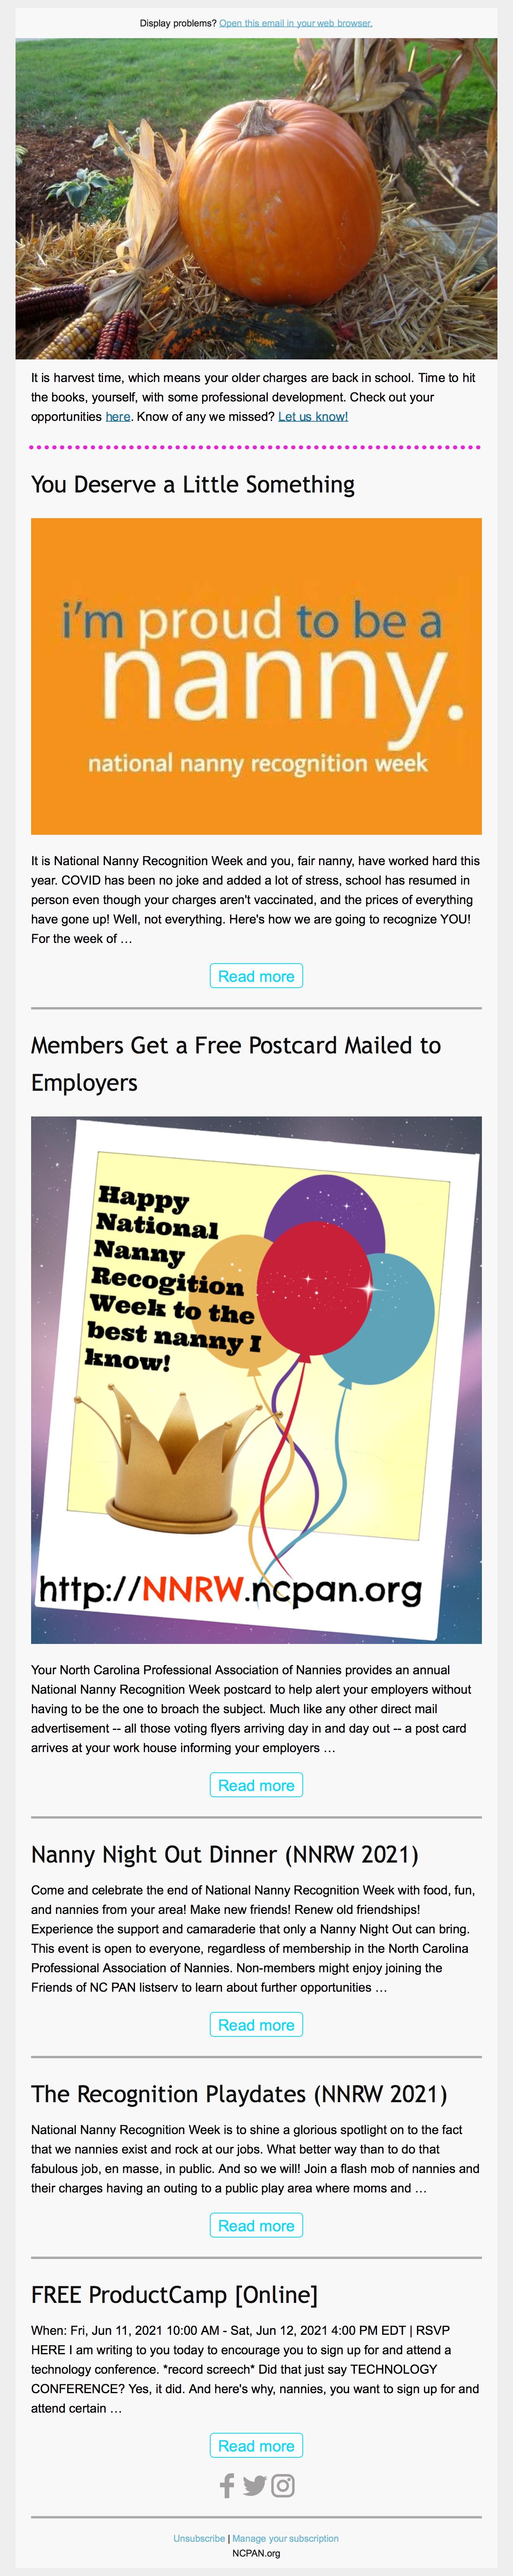 Display problems? Open this email in your web browser.
It is harvest time, which means your older charges are back in school. Time to hit
the books, yourself, with some professional development. Check out your
opportunities here. Know of any we missed? Let us know!
You Deserve a Little Something
i'm proud to be a
nanny.
national nanny recognition week
It is National Nanny Recognition Week and you, fair nanny, have worked hard this
year. COVID has been no joke and added a lot of stress, school has resumed in
person even though your charges aren't vaccinated, and the prices of everything
have gone up! Well, not everything. Here's how we are going to recognize YOU!
For the week of …
Read more
Members Get a Free Postcard Mailed to
Employers
Happy
National
Nanny
Recogition
Week to the
best nanny I
know!
http://NNRW.ncpan.org
Your North Carolina Professional Association of Nannies provides an annual
National Nanny Recognition Week postcard to help alert your employers without
having to be the one to broach the subject. Much like any other direct mail
advertisement -- all those voting flyers arriving day in and day out -- a post card
arrives at your work house informing your employers …
Read more
Nanny Night Out Dinner (NNRW 2021)
Come and celebrate the end of National Nanny Recognition Week with food, fun,
and nannies from your area! Make new friends! Renew old friendships!
Experience the support and camaraderie that only a Nanny Night Out can bring.
This event is open to everyone, regardless of membership in the North Carolina
Professional Association of Nannies. Non-members might enjoy joining the
Friends of NC PAN listserv to learn about further opportunities …
Read more
The Recognition Playdates (NNRW 2021)
National Nanny Recognition Week is to shine a glorious spotlight on to the fact
that we nannies exist and rock at our jobs. What better way than to do that
fabulous job, en masse, in public. And so we will! Join a flash mob of nannies and
their charges having an outing to a public play area where moms and …
Read more
FREE ProductCamp [Online]
When: Fri, Jun 11, 2021 10:00 AM - Sat, Jun 12, 2021 4:00 PM EDT | RSVP
HERE I am writing to you today to encourage you to sign up for and attend a
technology conference. *record screech* Did that just say TECHNOLOGY
CONFERENCE? Yes, it did. And here's why, nannies, you want to sign up for and
attend certain …
Read more
Unsubscribe | Manage your subscription
NCPAN.org